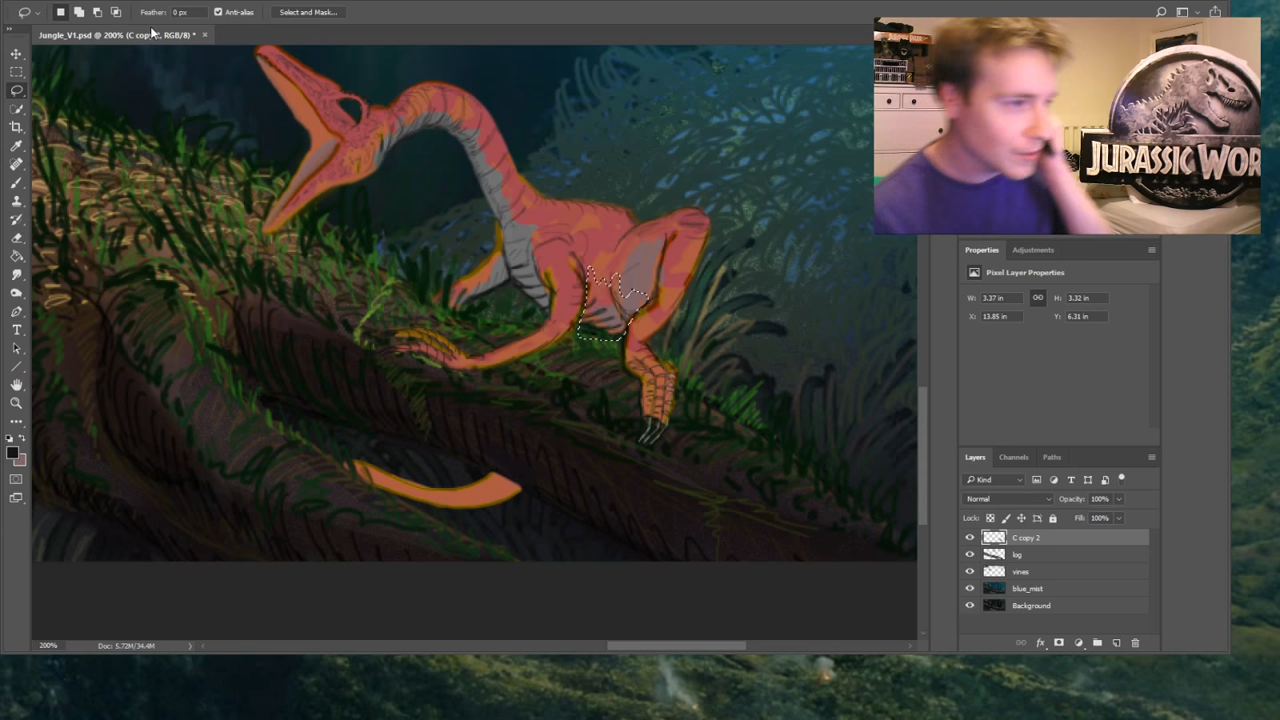 Feather: 0 px Anti-alias Select and Mask...
Jungle_V1.psd @ 200% (C cop RGB/8) * ×
JURASSIC WOR
Properties Adjustments
Pixel Layer Properties
W: 3.37 in H: 3.32 in
X: 13.85 in Y: 6.31 in
Layers Channels Paths
Kind
Normal Opacity: 100%
Lock: Fill: 100%
C copy 2
log
vines
blue_mist
Background
200% Doc: 5.72M/34.4M